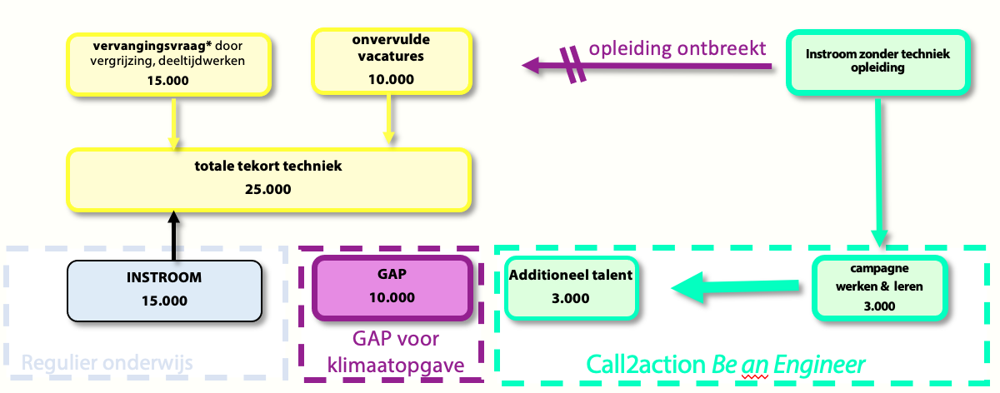 vervangingsvraag* door
vergrijzing, deeltijdwerken
15.000
onvervulde
vacatures
10.000
opleiding ontbreekt
Instroom zonder techniek
opleiding
totale tekort techniek
25.000
INSTROOM
15.000
Regulier onderwijs
GAP
10.000
GAP voor
klimaatopgave
Additioneel talent
3.000
campagne
werken & leren
3.000
Call2action Be an Engineer